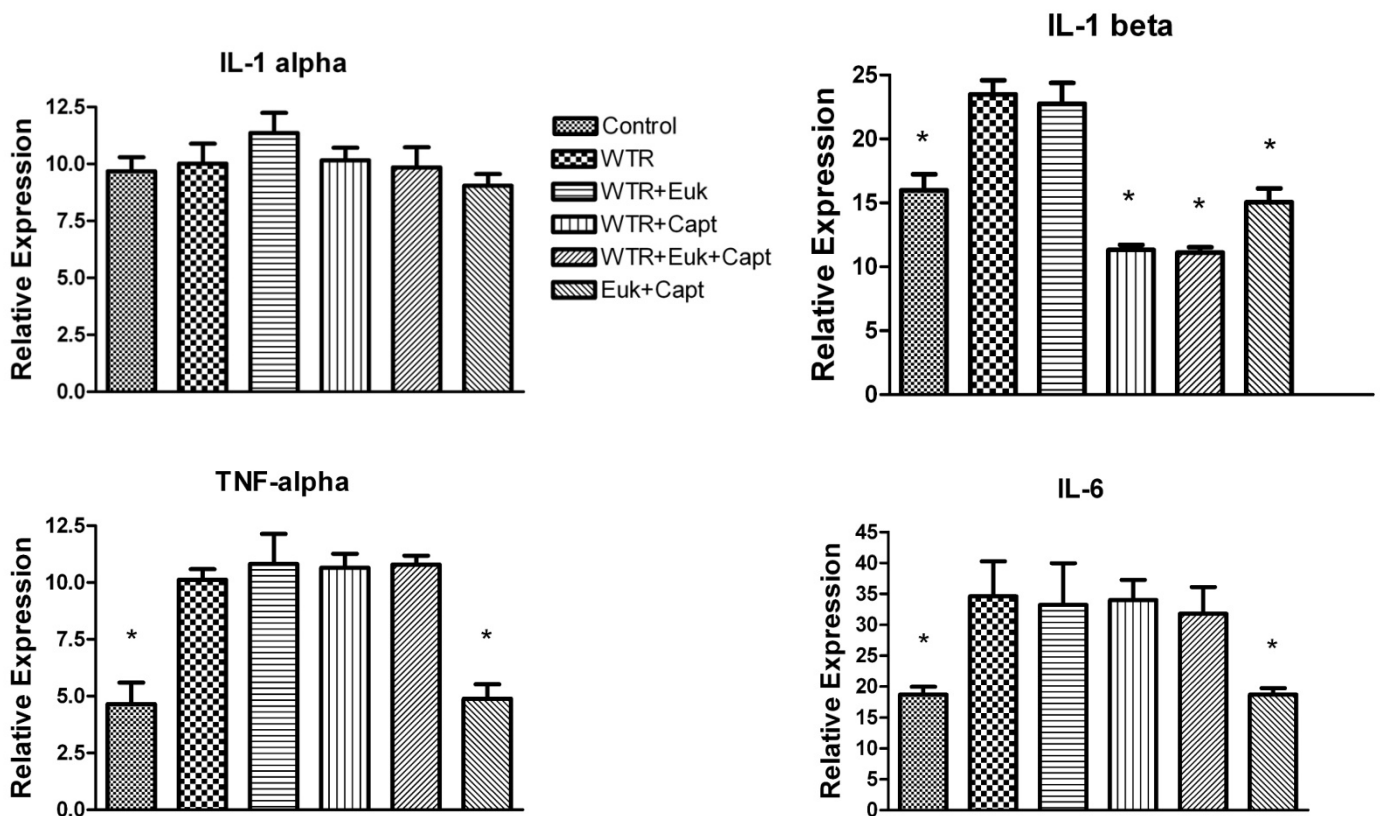 IL-1 alpha
Relative Expression
12.5
10.0
7.5
5.0
2.5
0.0
Control
WTR
WTR+Euk
WTR+Capt
WTR+Euk+Capt
Euk+Capt
IL-1 beta
Relative Expression
25
20
15
10
5
0
*
*
*
*
TNF-alpha
Relative Expression
12.5
10.0
7.5
5.0
2.5
0.0
*
*
IL-6
Relative Expression
45
40
35
30
25
20
15
10
5
0
*
*